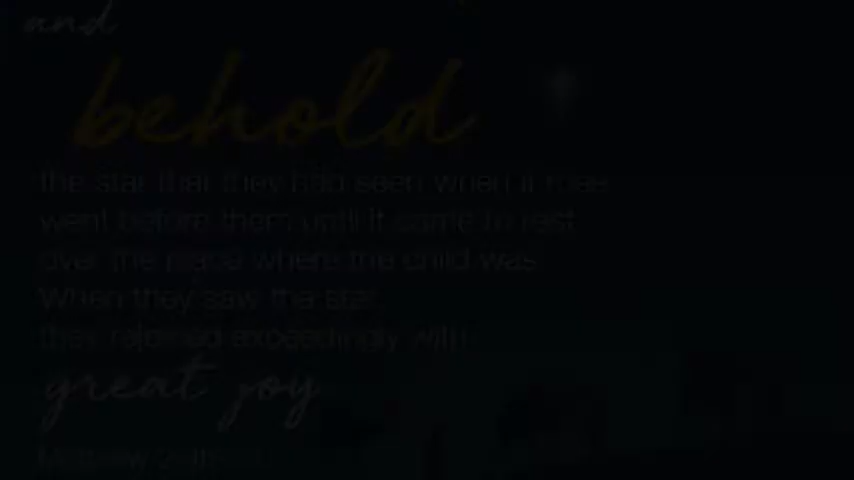 and
behold
the star that they had seen when it rose
went before them until it came to rest
over the place where the child was.
When they saw the star,
they rejoiced exceedingly with
great joy